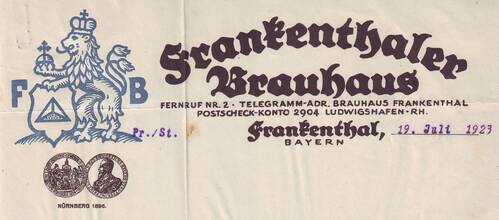 Frankenthaler
Brauhaus
F B
FERNRUF NR. 2 · TELEGRAMM-ADR. BRAUHAUS FRANKENTHAL
POSTSCHECK-KONTO 2904 LUDWIGSHAFEN-RH.
Pr./St.
Frankenthal, 19. Juli 1923
BAYERN
NÜRNBERG 1896.